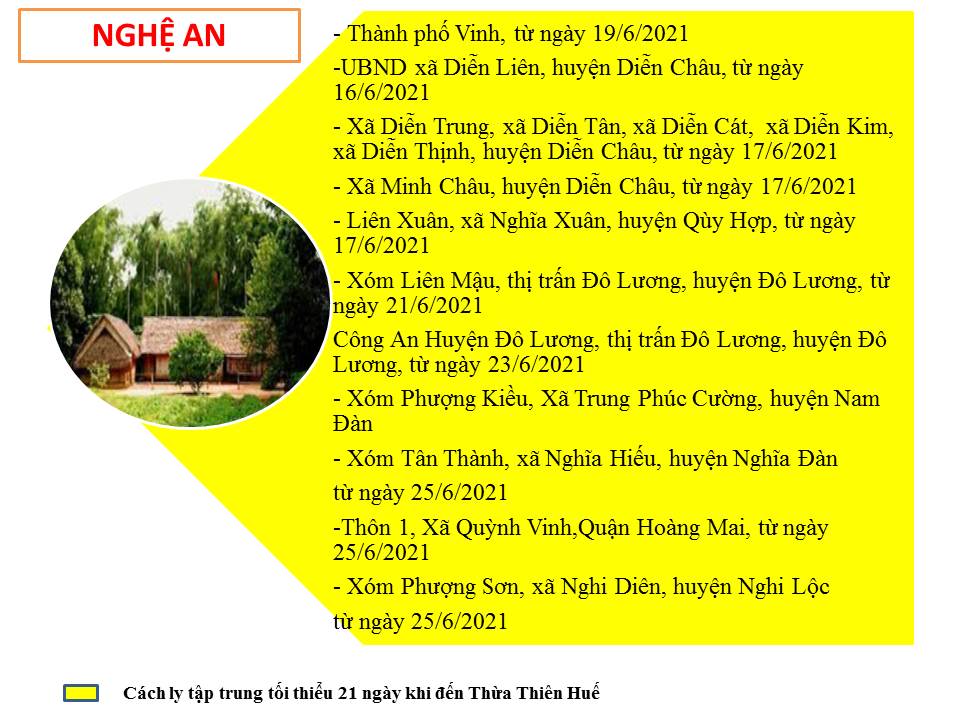 NGHỆ AN
- Thành phố Vinh, từ ngày 19/6/2021
-UBND xã Diễn Liên, huyện Diễn Châu, từ ngày
16/6/2021
- Xã Diễn Trung, xã Diễn Tân, xã Diễn Cát, xã Diễn Kim,
xã Diễn Thịnh, huyện Diễn Châu, từ ngày 17/6/2021
- Xã Minh Châu, huyện Diễn Châu, từ ngày 17/6/2021
- Liên Xuân, xã Nghĩa Xuân, huyện Qùy Hợp, từ ngày
17/6/2021
- Xóm Liên Mậu, thị trấn Đô Lương, huyện Đô Lương, từ
ngày 21/6/2021
Công An Huyện Đô Lương, thị trấn Đô Lương, huyện Đô
Lương, từ ngày 23/6/2021
- Xóm Phượng Kiều, Xã Trung Phúc Cường, huyện Nam
Đàn
- Xóm Tân Thành, xã Nghĩa Hiếu, huyện Nghĩa Đàn
từ ngày 25/6/2021
-Thôn 1, Xã Quỳnh Vinh,Quận Hoàng Mai, từ ngày
25/6/2021
- Xóm Phượng Sơn, xã Nghi Diên, huyện Nghi Lộc
từ ngày 25/6/2021
Cách ly tập trung tối thiểu 21 ngày khi đến Thừa Thiên Huế